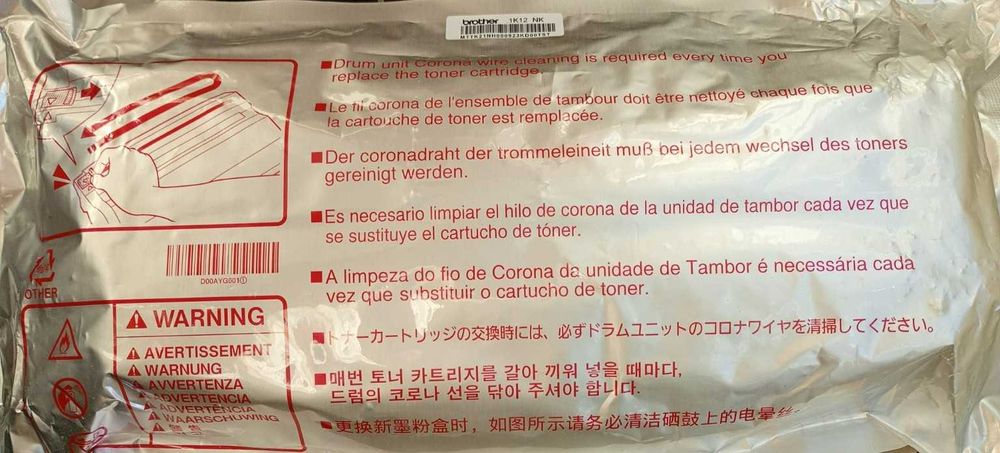 brother 1K12 NK
■Drum unit Corona wire cleaning is required every time you
replace the toner cartridge.
■Le fil corona de l'ensemble de tambour doit être nettoyé chaque fois que
la cartouche de toner est remplacée.
■Der coronadraht der trommeleineit muß bei jedem wechsel des toners
gereinigt werden.
■Es necesario limpiar el hilo de corona de la unidad de tambor cada vez que
se sustituye el cartucho de tóner.
■A limpeza do fio de Corona da unidade de Tambor é necessária cada
vez que substituir o cartucho de toner.
■トナーカートリッジの交換時には、必ずドラムユニットのコロナワイヤを清掃してください。
■매번 토너 카트리지를 갈아 끼워 넣을 때마다,
드럼의 코로나 선을 닦아 주셔야 합니다.
■更换新墨粉盒时，如图所示请务必清洁硒鼓上的电晕丝
D00AYG001①
OTHER
WARNING
AVERTISSEMENT
WARNUNG
AVVERTENZA
ADVERTENCIA
ADVERTÊNCIA
WAARSCHUWING
警告